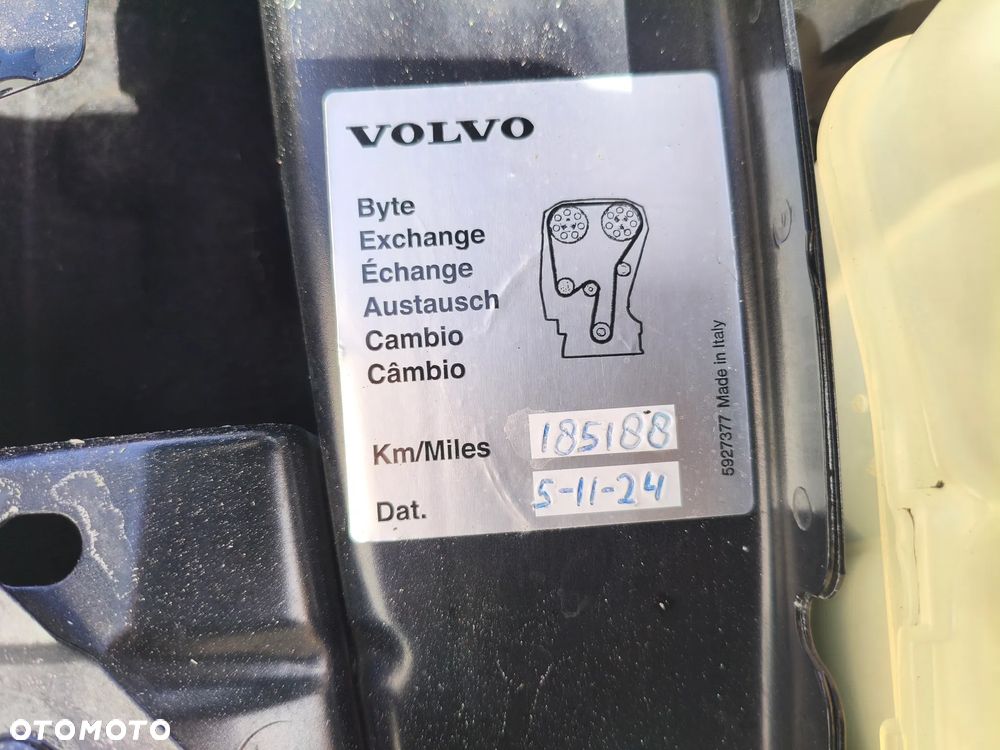 VOLVO
Byte
Exchange
Échange
Austausch
Cambio
Câmbio
Km/Miles 185188
Dat. 5-11-24
5927377 Made in Italy
OTOMOTO